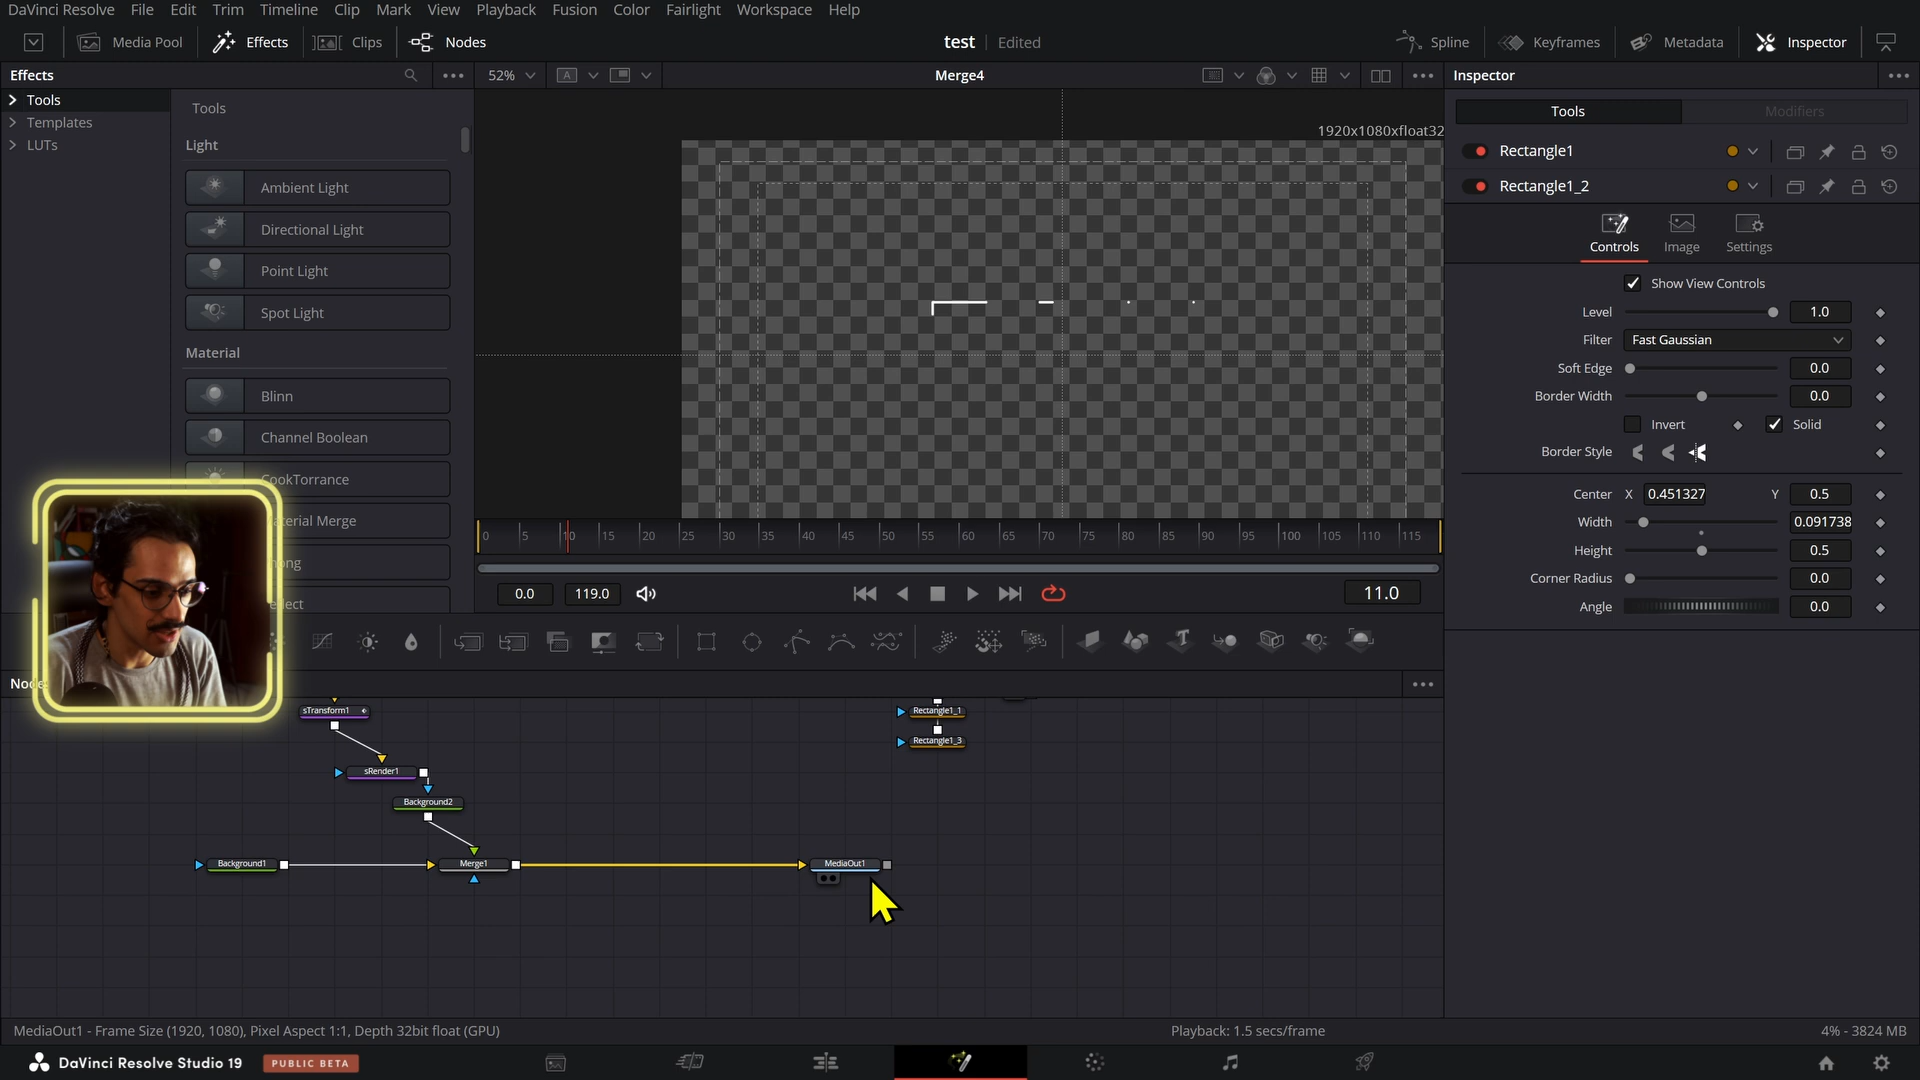 DaVinci Resolve File Edit Trim Timeline Clip Mark View Playback Fusion Color Fairlight Workspace Help
Media Pool Effects Clips Nodes test Edited Spline Keyframes Metadata Inspector
Effects 52% A Merge4 Inspector
Tools
Templates
LUTs
Tools
Light
Ambient Light
Directional Light
Point Light
Spot Light
Material
Blinn
Channel Boolean
CookTorrance
1920x1080xfloat32
0 5 10 15 20 25 30 35 40 45 50 55 60 65 70 75 80 85 90 95 100 105 110 115
0.0 119.0 11.0
Tools Modifiers
Rectangle1
Rectangle1_2
Controls Image Settings
Show View Controls
Level 1.0
Filter Fast Gaussian
Soft Edge 0.0
Border Width 0.0
Invert Solid
Border Style
Center X 0.451327 Y 0.5
Width 0.091738
Height 0.5
Corner Radius 0.0
Angle 0.0
sTransform1
Rectangle1_1
Rectangle1_3
sRender1
Background2
Background1 Merge1 MediaOut1
MediaOut1 - Frame Size (1920, 1080), Pixel Aspect 1:1, Depth 32bit float (GPU) Playback: 1.5 secs/frame 4% - 3824 MB
DaVinci Resolve Studio 19 PUBLIC BETA